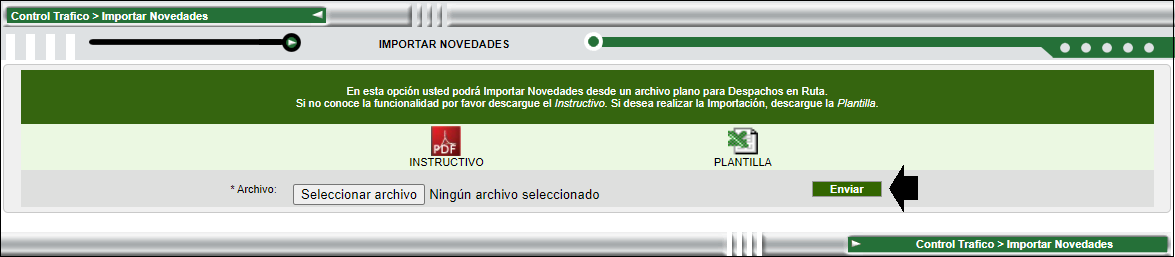 Control Trafico > Importar Novedades
IMPORTAR NOVEDADES
En esta opción usted podrá Importar Novedades desde un archivo plano para Despachos en Ruta.
Si no conoce la funcionalidad por favor descargue el Instructivo. Si desea realizar la Importación, descargue la Plantilla.
PDF
INSTRUCTIVO
PLANTILLA
* Archivo: Seleccionar archivo Ningún archivo seleccionado Enviar
Control Trafico > Importar Novedades